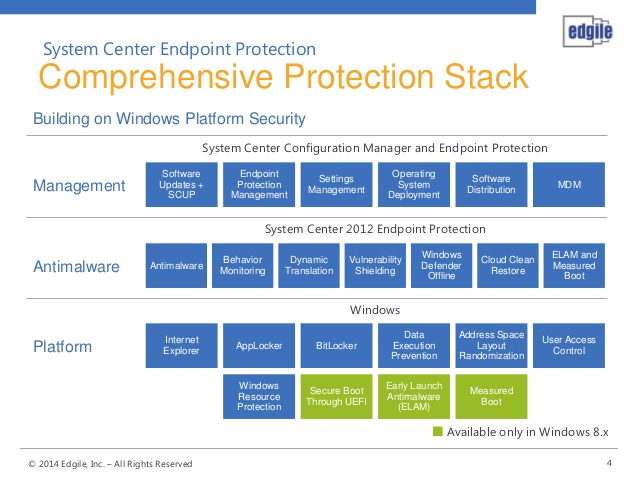 edgile
System Center Endpoint Protection
Comprehensive Protection Stack
Building on Windows Platform Security
System Center Configuration Manager and Endpoint Protection
Management
Software
Updates +
SCUP
Endpoint
Protection
Management
Settings
Management
Operating
System
Deployment
Software
Distribution
MDM
System Center 2012 Endpoint Protection
Antimalware
Antimalware
Behavior
Monitoring
Dynamic
Translation
Vulnerability
Shielding
Windows
Defender
Offline
Cloud Clean
Restore
ELAM and
Measured
Boot
Windows
Platform
Internet
Explorer
AppLocker
BitLocker
Data
Execution
Prevention
Address Space
Layout
Randomization
User Access
Control
Windows
Resource
Protection
Secure Boot
Through UEFI
Early Launch
Antimalware
(ELAM)
Measured
Boot
Available only in Windows 8.x
© 2014 Edgile, Inc. – All Rights Reserved
4